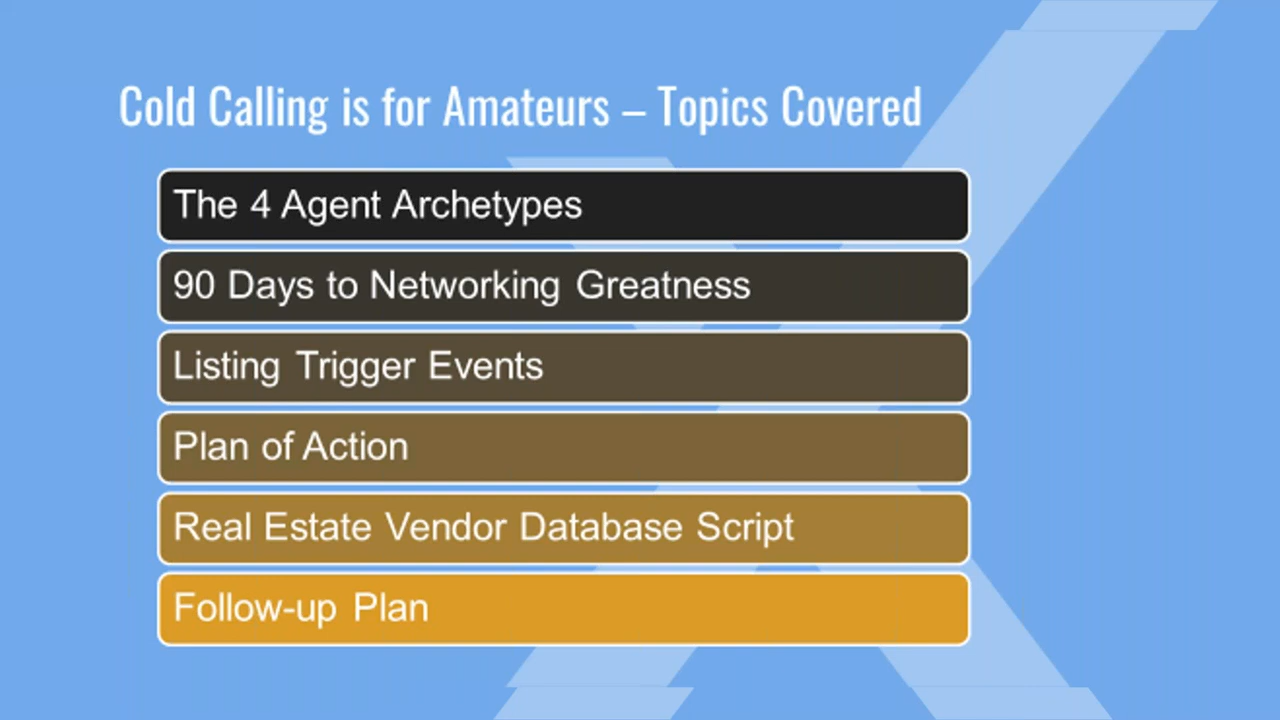 Cold Calling is for Amateurs – Topics Covered
The 4 Agent Archetypes
90 Days to Networking Greatness
Listing Trigger Events
Plan of Action
Real Estate Vendor Database Script
Follow-up Plan